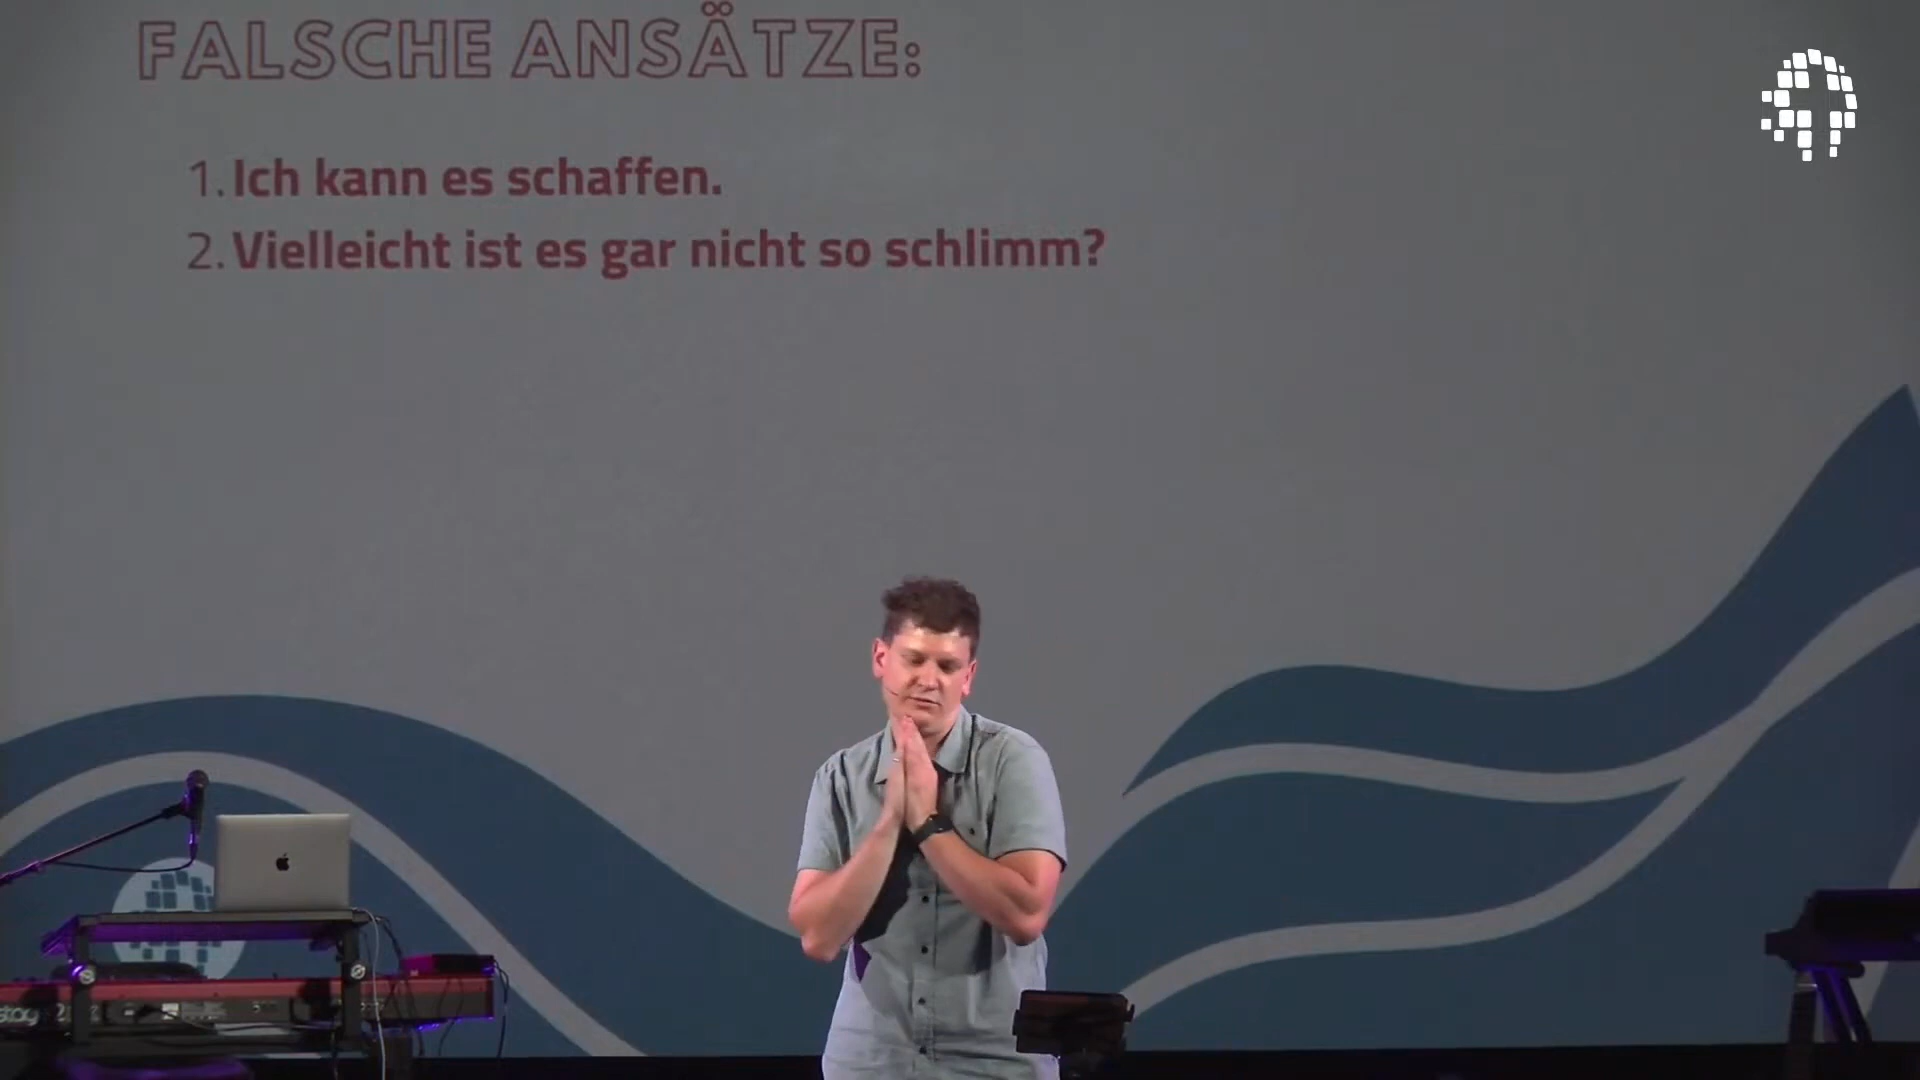 FALSCHE ANSÄTZE:
1. Ich kann es schaffen.
2. Vielleicht ist es gar nicht so schlimm?